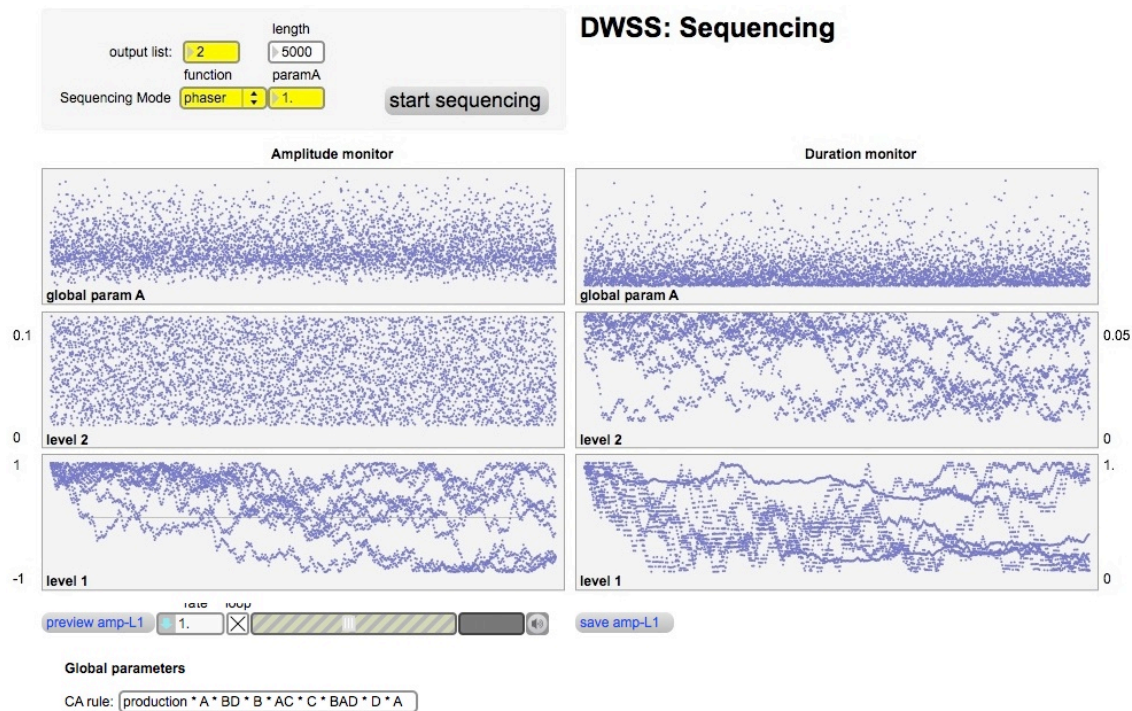 DWSS: Sequencing
length
output list: 2 5000
function paramA
Sequencing Mode phaser 1. start sequencing
Amplitude monitor Duration monitor
global param A global param A
0.1 0.05
0 level 2 level 2 0
1 1.
-1 level 1 level 1 0
rate loop
preview amp-L1 1. save amp-L1
Global parameters
CA rule: production * A * BD * B * AC * C * BAD * D * A